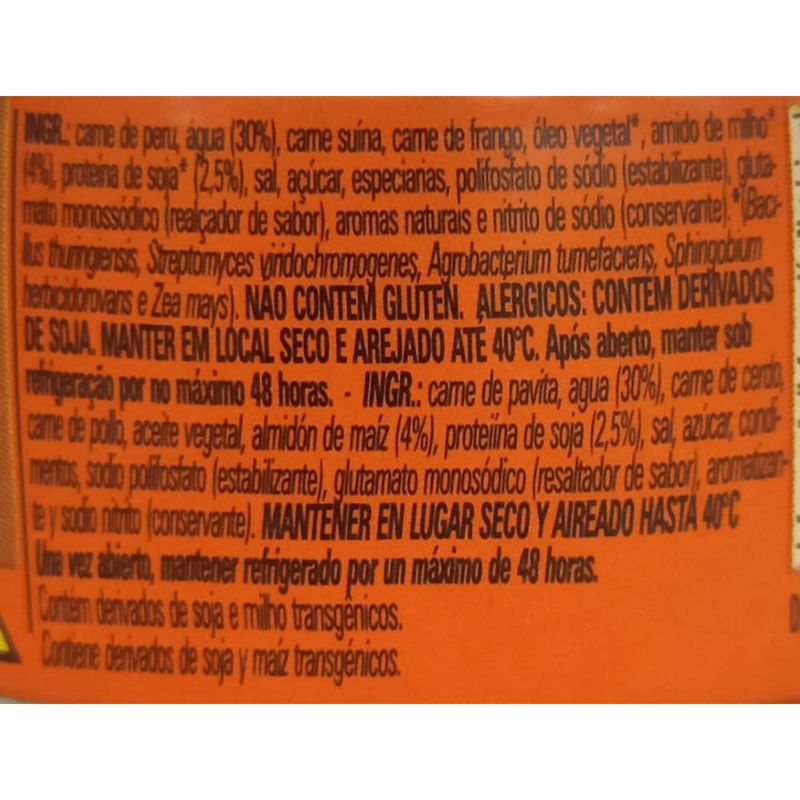 INGR.: carne de peru, água (30%), carne suína, carne de frango, óleo vegetal*, amido de milho*
(4%), proteína de soja* (2,5%), sal, açúcar, especiarias, polifosfato de sódio (estabilizante), gluta-
mato monossódico (realçador de sabor), aromas naturais e nitrito de sódio (conservante). *(Baci-
llus thuringiensis, Streptomyces viridochromogenes, Agrobacterium tumefaciens, Sphingobium
herbicidorovans e Zea mays). NÃO CONTÉM GLÚTEN. ALÉRGICOS: CONTÉM DERIVADOS
DE SOJA. MANTER EM LOCAL SECO E AREJADO ATÉ 40°C. Após aberto, manter sob
refrigeração por no máximo 48 horas. - INGR.: carne de pavita, agua (30%), carne de cerdo,
carne de pollo, aceite vegetal, almidón de maíz (4%), proteiína de soja (2,5%), sal, azúcar, condi-
mentos, sodio polifosfato (estabilizante), glutamato monosódico (resaltador de sabor), aromatizan-
te y sodio nitrito (conservante). MANTENER EN LUGAR SECO Y AIREADO HASTA 40°C
Una vez abierto, mantener refrigerado por un máximo de 48 horas.
Contém derivados de soja e milho transgênicos.
Contiene derivados de soja y maíz transgénicos.